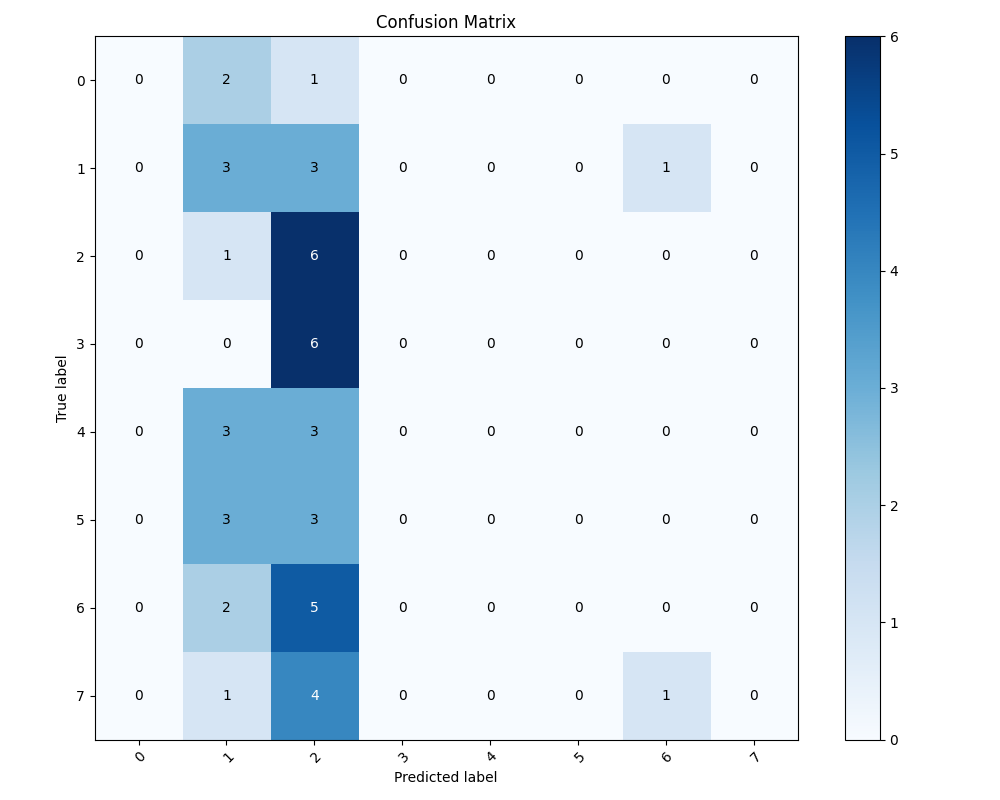 Confusion Matrix
0 0 2 1 0 0 0 0 0
1 0 3 3 0 0 0 1 0
2 0 1 6 0 0 0 0 0
3 0 0 6 0 0 0 0 0
4 0 3 3 0 0 0 0 0
5 0 3 3 0 0 0 0 0
6 0 2 5 0 0 0 0 0
7 0 1 4 0 0 0 1 0
0 1 2 3 4 5 6 7
True label
Predicted label
6
5
4
3
2
1
0